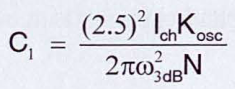 C₁ = (2.5)² I_ch K_osc / 2πω²_3dB N